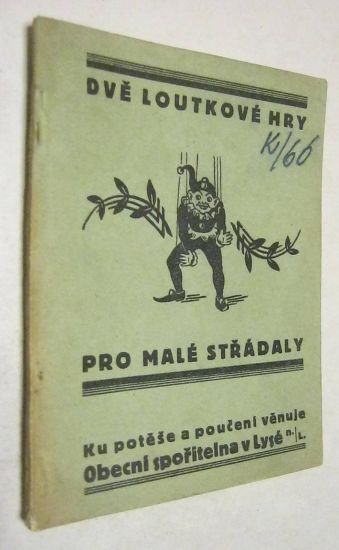 DVĚ LOUTKOVÉ HRY
K/66
PRO MALÉ STŘÁDALY
Ku potěše a poučení věnuje
Obecní spořitelna v Lysé n./L.